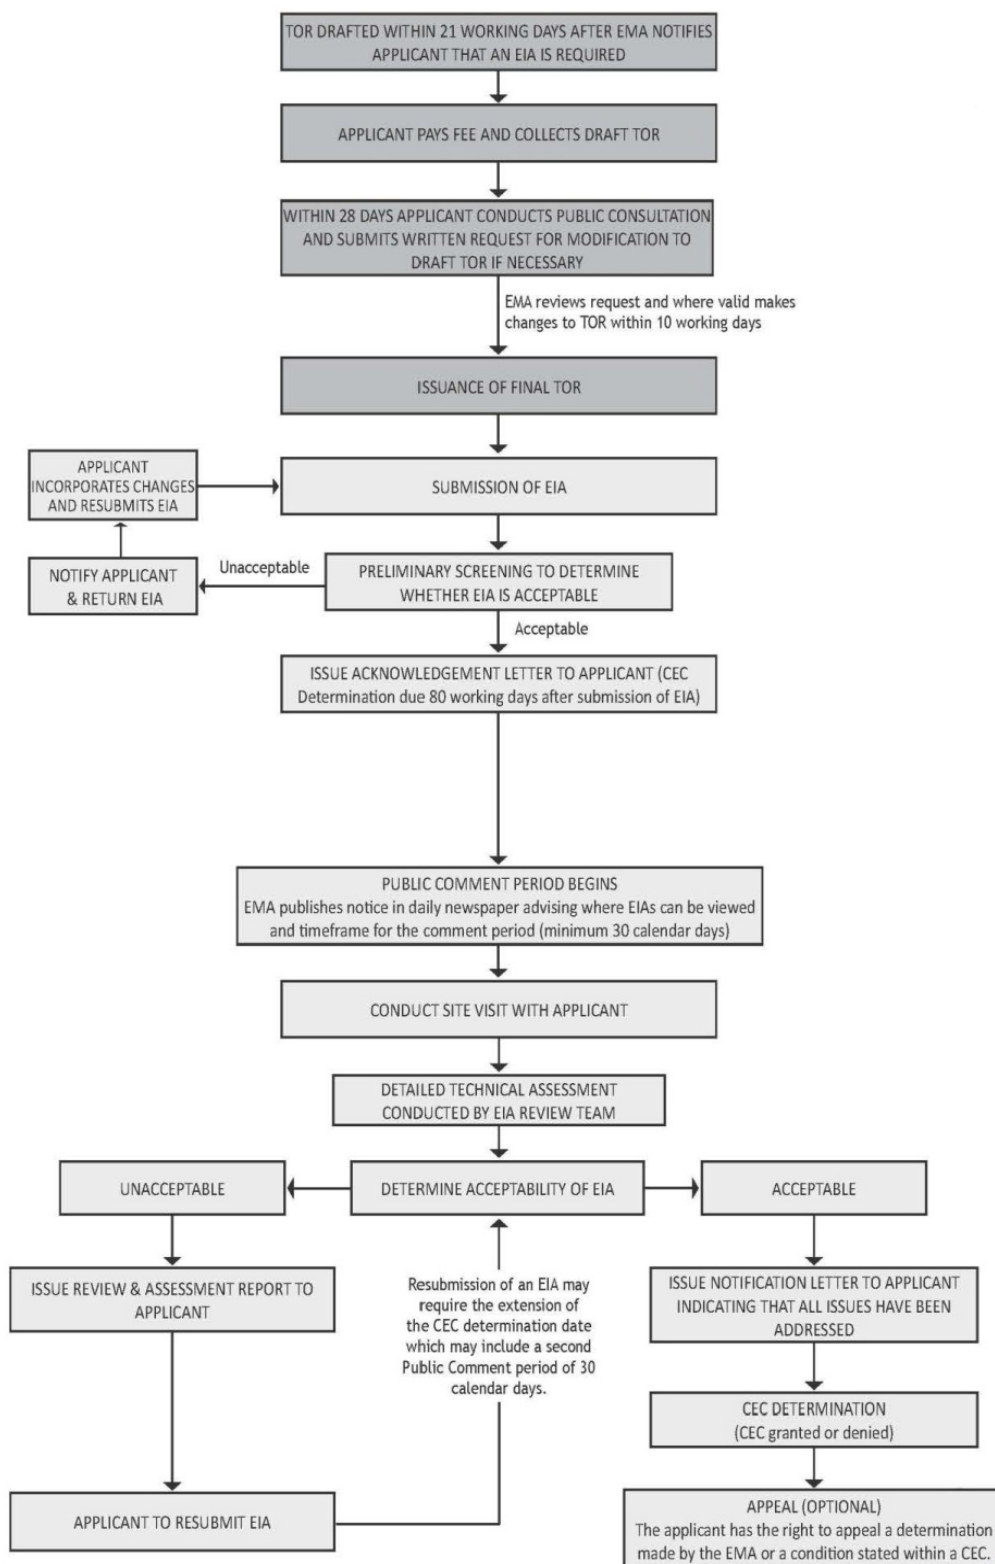 TOR DRAFTED WITHIN 21 WORKING DAYS AFTER EMA NOTIFIES
APPLICANT THAT AN EIA IS REQUIRED
APPLICANT PAYS FEE AND COLLECTS DRAFT TOR
WITHIN 28 DAYS APPLICANT CONDUCTS PUBLIC CONSULTATION
AND SUBMITS WRITTEN REQUEST FOR MODIFICATION TO
DRAFT TOR IF NECESSARY
EMA reviews request and where valid makes
changes to TOR within 10 working days
ISSUANCE OF FINAL TOR
APPLICANT
INCORPORATES CHANGES
AND RESUBMITS EIA
SUBMISSION OF EIA
NOTIFY APPLICANT
& RETURN EIA
Unacceptable
PRELIMINARY SCREENING TO DETERMINE
WHETHER EIA IS ACCEPTABLE
Acceptable
ISSUE ACKNOWLEDGEMENT LETTER TO APPLICANT (CEC
Determination due 80 working days after submission of EIA)
PUBLIC COMMENT PERIOD BEGINS
EMA publishes notice in daily newspaper advising where EIAs can be viewed
and timeframe for the comment period (minimum 30 calendar days)
CONDUCT SITE VISIT WITH APPLICANT
DETAILED TECHNICAL ASSESSMENT
CONDUCTED BY EIA REVIEW TEAM
UNACCEPTABLE
DETERMINE ACCEPTABILITY OF EIA
ACCEPTABLE
ISSUE REVIEW & ASSESSMENT REPORT TO
APPLICANT
Resubmission of an EIA may
require the extension of
the CEC determination date
which may include a second
Public Comment period of 30
calendar days.
ISSUE NOTIFICATION LETTER TO APPLICANT
INDICATING THAT ALL ISSUES HAVE BEEN
ADDRESSED
CEC DETERMINATION
(CEC granted or denied)
APPLICANT TO RESUBMIT EIA
APPEAL (OPTIONAL)
The applicant has the right to appeal a determination
made by the EMA or a condition stated within a CEC.